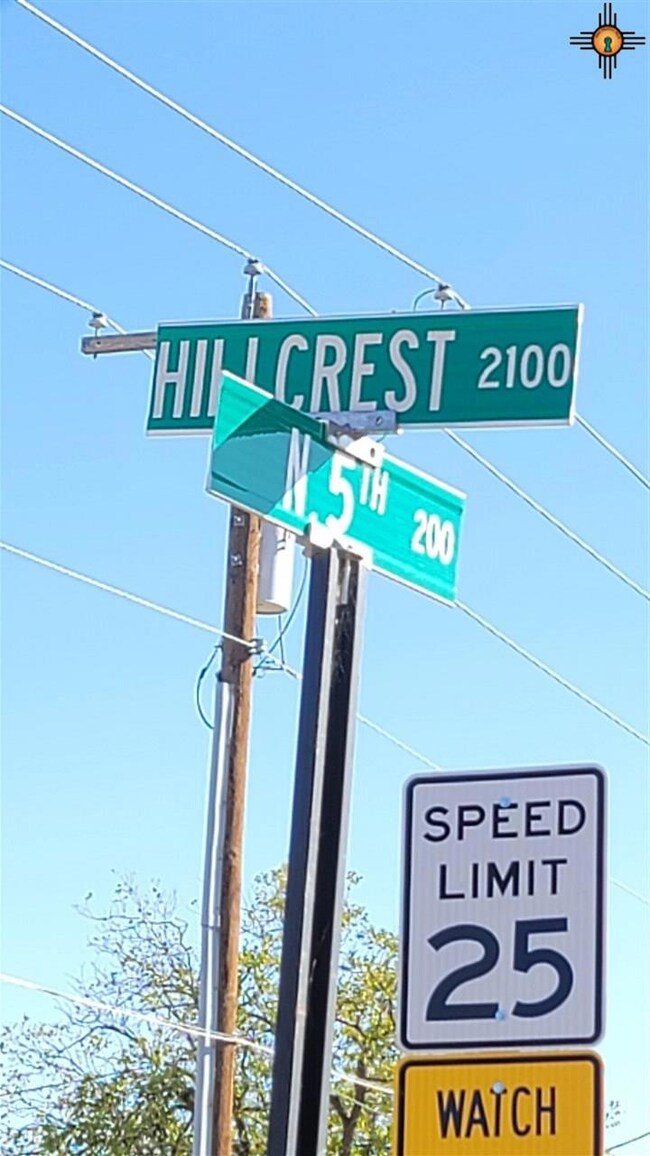 HILLCREST 2100
N. 5TH 200
SPEED
LIMIT
25
WATCH